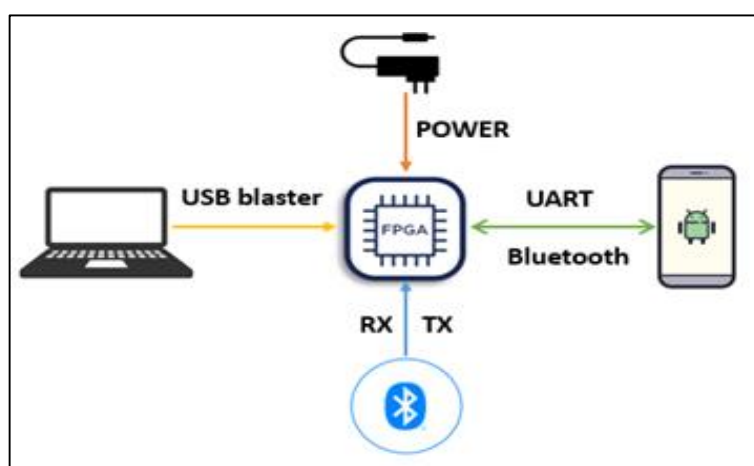 POWER
USB blaster
FPGA
UART
Bluetooth
RX TX